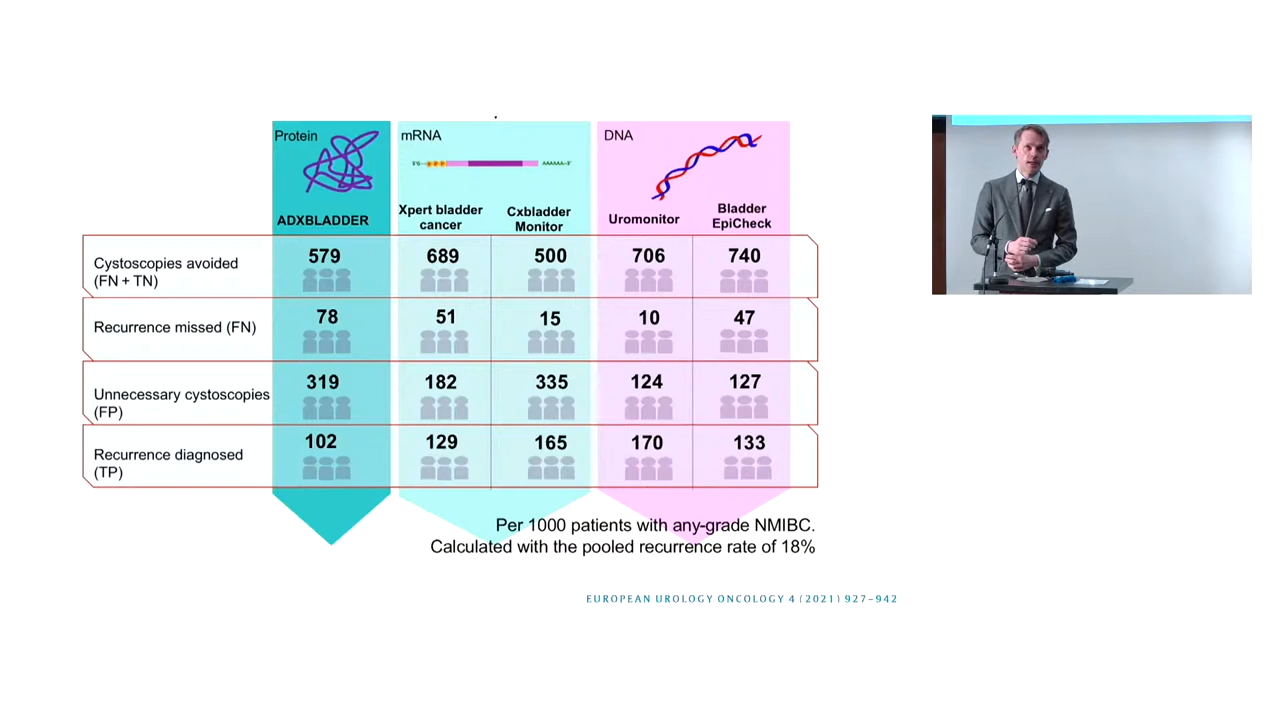 Protein
mRNA
DNA
5'G
AAAAAA–3'
ADXBLADDER
Xpert bladder
cancer
Cxbladder
Monitor
Uromonitor
Bladder
EpiCheck
Cystoscopies avoided
(FN + TN)
579
689
500
706
740
Recurrence missed (FN)
78
51
15
10
47
Unnecessary cystoscopies
(FP)
319
182
335
124
127
Recurrence diagnosed
(TP)
102
129
165
170
133
Per 1000 patients with any-grade NMIBC.
Calculated with the pooled recurrence rate of 18%
EUROPEAN UROLOGY ONCOLOGY 4 (2021) 927–942